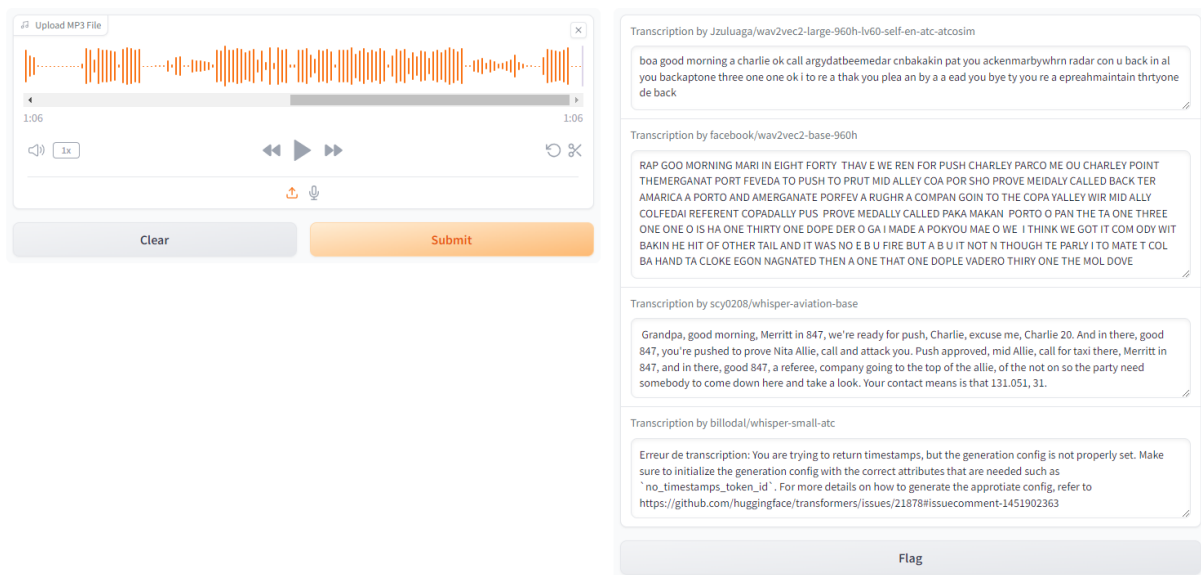 Upload MP3 File
1:06
1:06
1x
Clear
Submit
Transcription by Jzuluaga/wav2vec2-large-960h-lv60-self-en-atc-atcosim
boa good morning a charlie ok call argydatbeemedar cnbakakin pat you ackenmarbywhrn radar con u back in al
you backaptone three one one ok i to re a thak you plea an by a a ead you bye ty you re a epreahmaintain thrtyone
de back
Transcription by facebook/wav2vec2-base-960h
RAP GOO MORNING MARI IN EIGHT FORTY THAV E WE REN FOR PUSH CHARLEY PARCO ME OU CHARLEY POINT
THEMERGANAT PORT FEVEDA TO PUSH TO PRUT MID ALLEY COA POR SHO PROVE MEIDALY CALLED BACK TER
AMARICA A PORTO AND AMERGANATE PORFEV A RUGHR A COMPAN GOIN TO THE COPA YALLEY WIR MID ALLY
COLFEDAI REFERENT COPADALLY PUS PROVE MEDALLY CALLED PAKA MAKAN PORTO O PAN THE TA ONE THREE
ONE ONE O IS HA ONE THIRTY ONE DOPE DER O GA I MADE A POKYOU MAE O WE I THINK WE GOT IT COM ODY WIT
BAKIN HE HIT OF OTHER TAIL AND IT WAS NO E B U FIRE BUT A B U IT NOT N THOUGH TE PARLY I TO MATE T COL
BA HAND TA CLOKE EGON NAGNATED THEN A ONE THAT ONE DOPLE VADERO THIRY ONE THE MOL DOVE
Transcription by scy0208/whisper-aviation-base
Grandpa, good morning, Merritt in 847, we're ready for push, Charlie, excuse me, Charlie 20. And in there, good
847, you're pushed to prove Nita Allie, call and attack you. Push approved, mid Allie, call for taxi there, Merritt in
847, and in there, good 847, a referee, company going to the top of the allie, of the not on so the party need
somebody to come down here and take a look. Your contact means is that 131.051, 31.
Transcription by billodal/whisper-small-atc
Erreur de transcription: You are trying to return timestamps, but the generation config is not properly set. Make
sure to initialize the generation config with the correct attributes that are needed such as
`no_timestamps_token_id`. For more details on how to generate the approtiate config, refer to
https://github.com/huggingface/transformers/issues/21878#issuecomment-1451902363
Flag